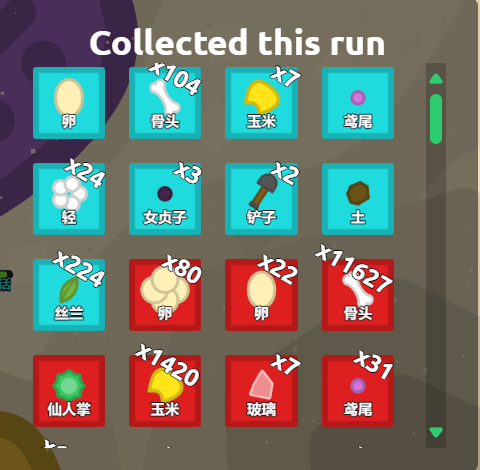 Collected this run
卵
x104
骨头
x7
玉米
鸢尾
x24
轻
x3
女贞子
x2
铲子
土
x224
丝兰
x80
卵
x22
卵
x11627
骨头
仙人掌
x1420
玉米
x7
玻璃
x31
鸢尾
话